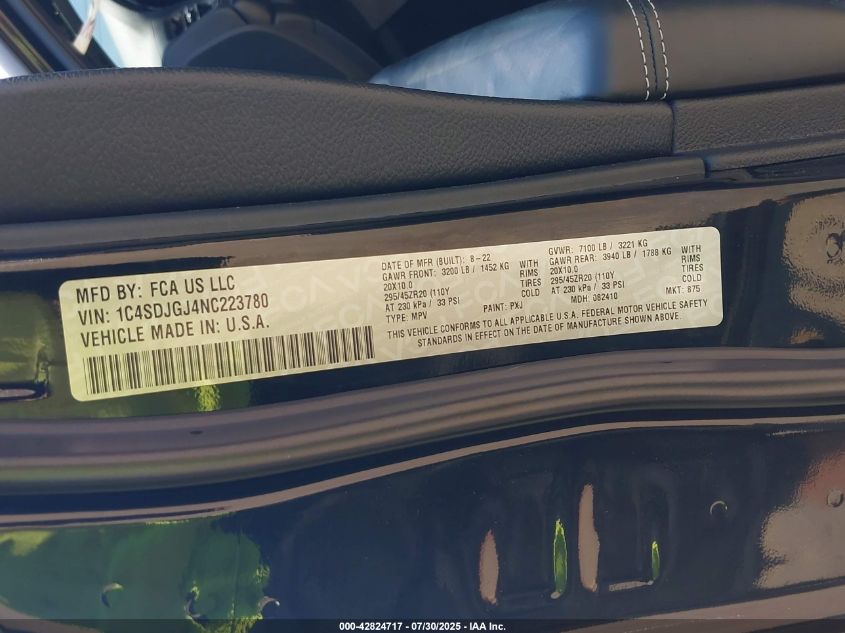 MFD BY: FCA US LLC
VIN: 1C4SDJGJ4NC223780
VEHICLE MADE IN: U.S.A.
DATE OF MFR (BUILT): 8-22
GAWR FRONT: 3200 LB / 1452 KG WITH
20X10.0 RIMS
295/45ZR20 (110Y TIRES
AT 230 kPa / 33 PSI COLD
TYPE: MPV PAINT: PXJ
GVWR: 7100 LB / 3221 KG
GAWR REAR: 3940 LB / 1788 KG WITH
20X10.0 RIMS
295/45ZR20 (110Y TIRES
AT 230 kPa / 33 PSI COLD
MDH: 082410 MKT: 875
THIS VEHICLE CONFORMS TO ALL APPLICABLE U.S.A. FEDERAL MOTOR VEHICLE SAFETY
STANDARDS IN EFFECT ON THE DATE OF MANUFACTURE SHOWN ABOVE.
000-42824717 - 07/30/2025 - IAA Inc.